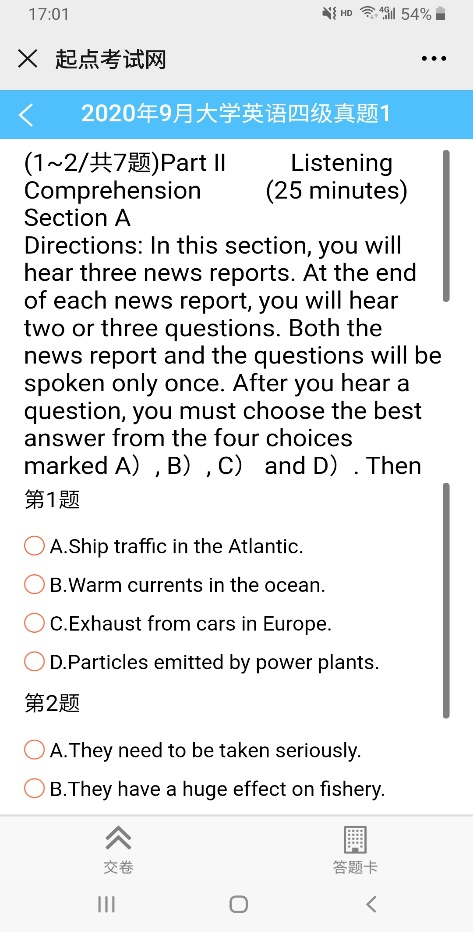 17:01 HD 4G 54%
起点考试网
2020年9月大学英语四级真题1
(1~2/共7题)Part II Listening
Comprehension (25 minutes)
Section A
Directions: In this section, you will
hear three news reports. At the end
of each news report, you will hear
two or three questions. Both the
news report and the questions will be
spoken only once. After you hear a
question, you must choose the best
answer from the four choices
marked A）, B）, C） and D）. Then
第1题
A.Ship traffic in the Atlantic.
B.Warm currents in the ocean.
C.Exhaust from cars in Europe.
D.Particles emitted by power plants.
第2题
A.They need to be taken seriously.
B.They have a huge effect on fishery.
交卷 答题卡